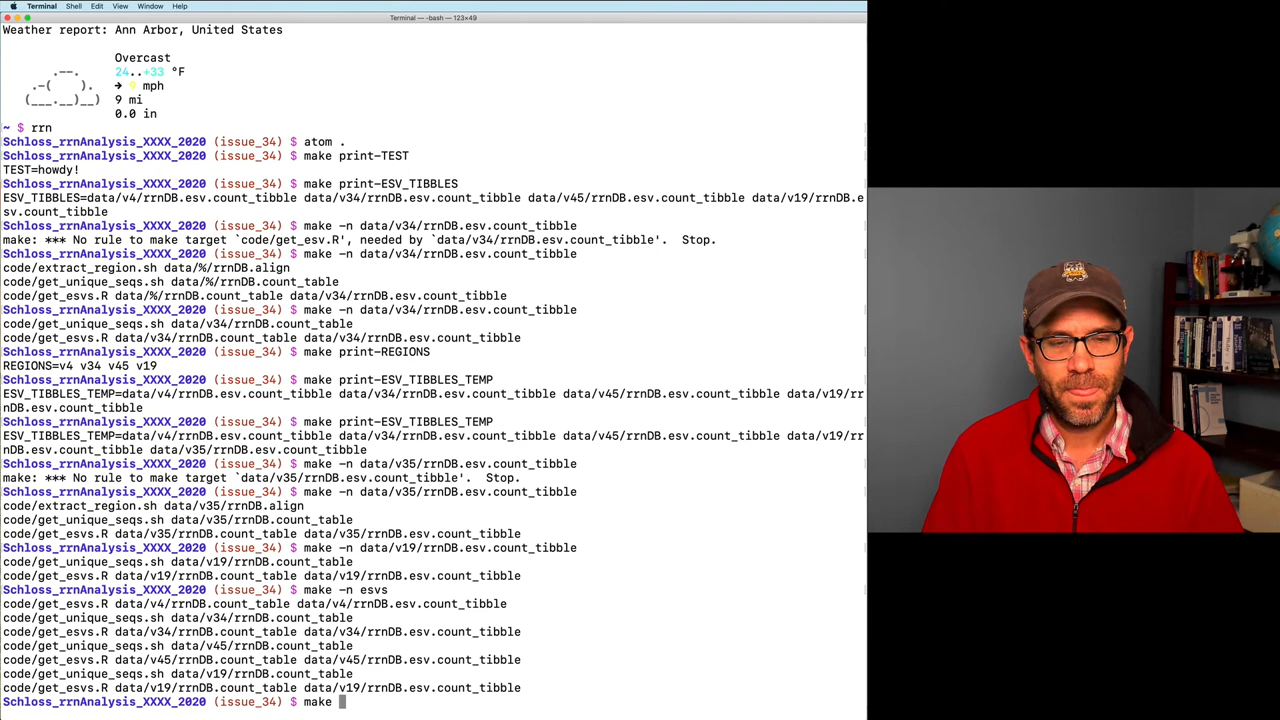 Terminal Shell Edit View Window Help
Terminal — -bash — 123×49
Weather report: Ann Arbor, United States
Overcast
.--. 24..+33 °F
.-( ). → 9 mph
(___.__)__) 9 mi
0.0 in
~ $ rrn
Schloss_rrnAnalysis_XXXX_2020 (issue_34) $ atom .
Schloss_rrnAnalysis_XXXX_2020 (issue_34) $ make print-TEST
TEST=howdy!
Schloss_rrnAnalysis_XXXX_2020 (issue_34) $ make print-ESV_TIBBLES
ESV_TIBBLES=data/v4/rrnDB.esv.count_tibble data/v34/rrnDB.esv.count_tibble data/v45/rrnDB.esv.count_tibble data/v19/rrnDB.e
sv.count_tibble
Schloss_rrnAnalysis_XXXX_2020 (issue_34) $ make -n data/v34/rrnDB.esv.count_tibble
make: *** No rule to make target `code/get_esv.R', needed by `data/v34/rrnDB.esv.count_tibble'.  Stop.
Schloss_rrnAnalysis_XXXX_2020 (issue_34) $ make -n data/v34/rrnDB.esv.count_tibble
code/extract_region.sh data/%/rrnDB.align
code/get_unique_seqs.sh data/%/rrnDB.count_table
code/get_esvs.R data/%/rrnDB.count_table data/v34/rrnDB.esv.count_tibble
Schloss_rrnAnalysis_XXXX_2020 (issue_34) $ make -n data/v34/rrnDB.esv.count_tibble
code/get_unique_seqs.sh data/v34/rrnDB.count_table
code/get_esvs.R data/v34/rrnDB.count_table data/v34/rrnDB.esv.count_tibble
Schloss_rrnAnalysis_XXXX_2020 (issue_34) $ make print-REGIONS
REGIONS=v4 v34 v45 v19
Schloss_rrnAnalysis_XXXX_2020 (issue_34) $ make print-ESV_TIBBLES_TEMP
ESV_TIBBLES_TEMP=data/v4/rrnDB.esv.count_tibble data/v34/rrnDB.esv.count_tibble data/v45/rrnDB.esv.count_tibble data/v19/rr
nDB.esv.count_tibble
Schloss_rrnAnalysis_XXXX_2020 (issue_34) $ make print-ESV_TIBBLES_TEMP
ESV_TIBBLES_TEMP=data/v4/rrnDB.esv.count_tibble data/v34/rrnDB.esv.count_tibble data/v45/rrnDB.esv.count_tibble data/v19/rr
nDB.esv.count_tibble data/v35/rrnDB.esv.count_tibble
Schloss_rrnAnalysis_XXXX_2020 (issue_34) $ make -n data/v35/rrnDB.esv.count_tibble
make: *** No rule to make target `data/v35/rrnDB.esv.count_tibble'.  Stop.
Schloss_rrnAnalysis_XXXX_2020 (issue_34) $ make -n data/v35/rrnDB.esv.count_tibble
code/extract_region.sh data/v35/rrnDB.align
code/get_unique_seqs.sh data/v35/rrnDB.count_table
code/get_esvs.R data/v35/rrnDB.count_table data/v35/rrnDB.esv.count_tibble
Schloss_rrnAnalysis_XXXX_2020 (issue_34) $ make -n data/v19/rrnDB.esv.count_tibble
code/get_unique_seqs.sh data/v19/rrnDB.count_table
code/get_esvs.R data/v19/rrnDB.count_table data/v19/rrnDB.esv.count_tibble
Schloss_rrnAnalysis_XXXX_2020 (issue_34) $ make -n esvs
code/get_esvs.R data/v4/rrnDB.count_table data/v4/rrnDB.esv.count_tibble
code/get_unique_seqs.sh data/v34/rrnDB.count_table
code/get_esvs.R data/v34/rrnDB.count_table data/v34/rrnDB.esv.count_tibble
code/get_unique_seqs.sh data/v45/rrnDB.count_table
code/get_esvs.R data/v45/rrnDB.count_table data/v45/rrnDB.esv.count_tibble
code/get_unique_seqs.sh data/v19/rrnDB.count_table
code/get_esvs.R data/v19/rrnDB.count_table data/v19/rrnDB.esv.count_tibble
Schloss_rrnAnalysis_XXXX_2020 (issue_34) $ make